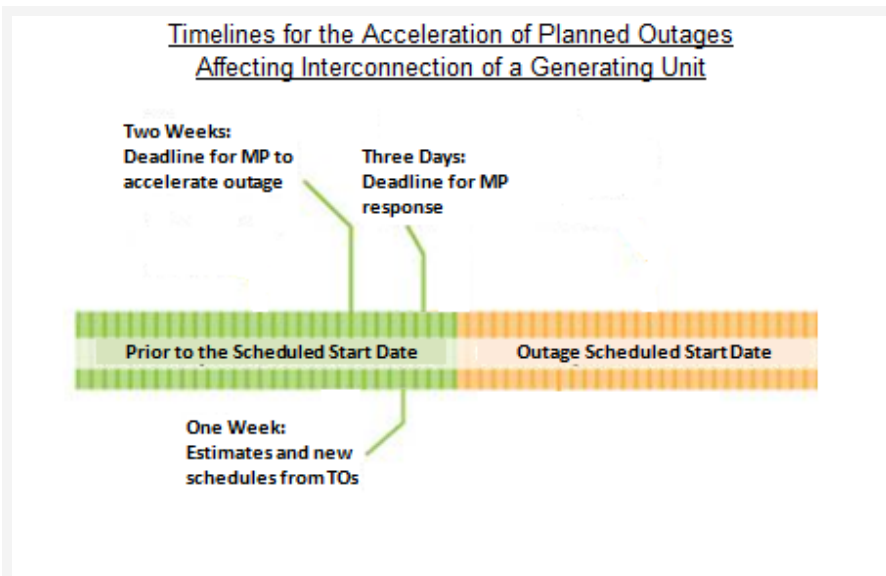 Timelines for the Acceleration of Planned Outages
Affecting Interconnection of a Generating Unit
Two Weeks:
Deadline for MP to
accelerate outage
Three Days:
Deadline for MP
response
Prior to the Scheduled Start Date
Outage Scheduled Start Date
One Week:
Estimates and new
schedules from TOs